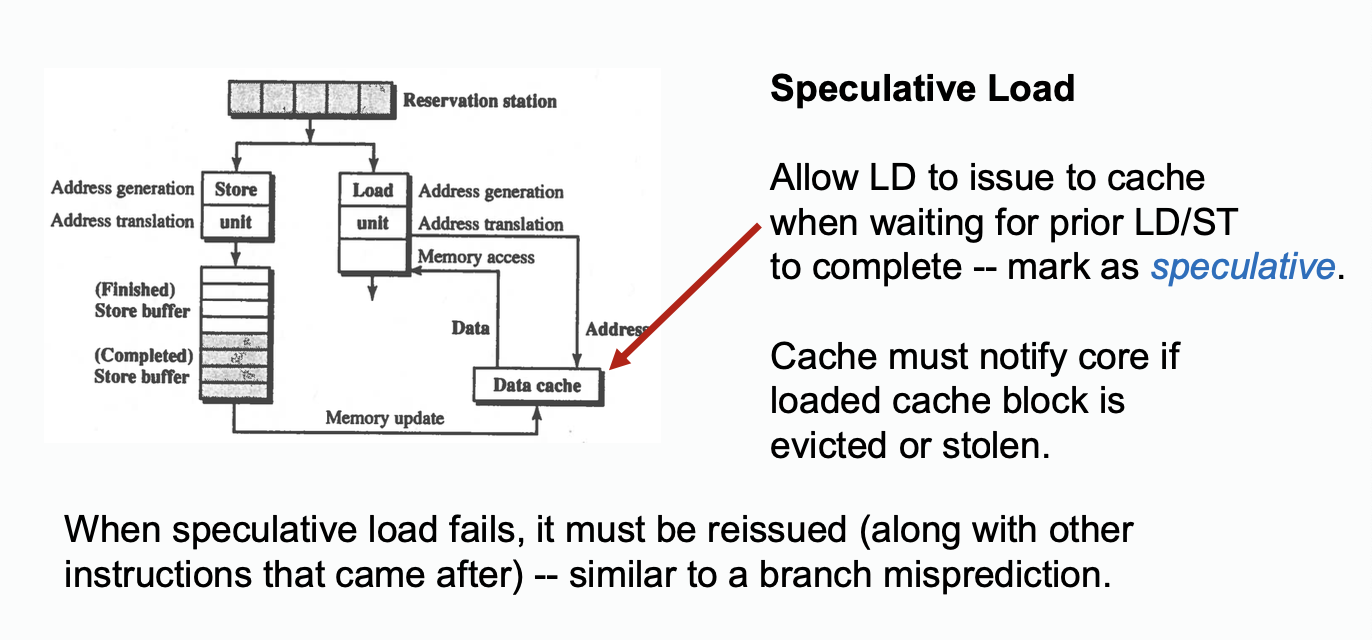 Speculative Load
Reservation station
Address generation
Store
Load
Address generation
Address translation
unit
unit
Address translation
Memory access
(Finished)
Store buffer
Data
Address
(Completed)
Store buffer
Data cache
Memory update
Allow LD to issue to cache
when waiting for prior LD/ST
to complete -- mark as speculative.
Cache must notify core if
loaded cache block is
evicted or stolen.
When speculative load fails, it must be reissued (along with other
instructions that came after) -- similar to a branch misprediction.